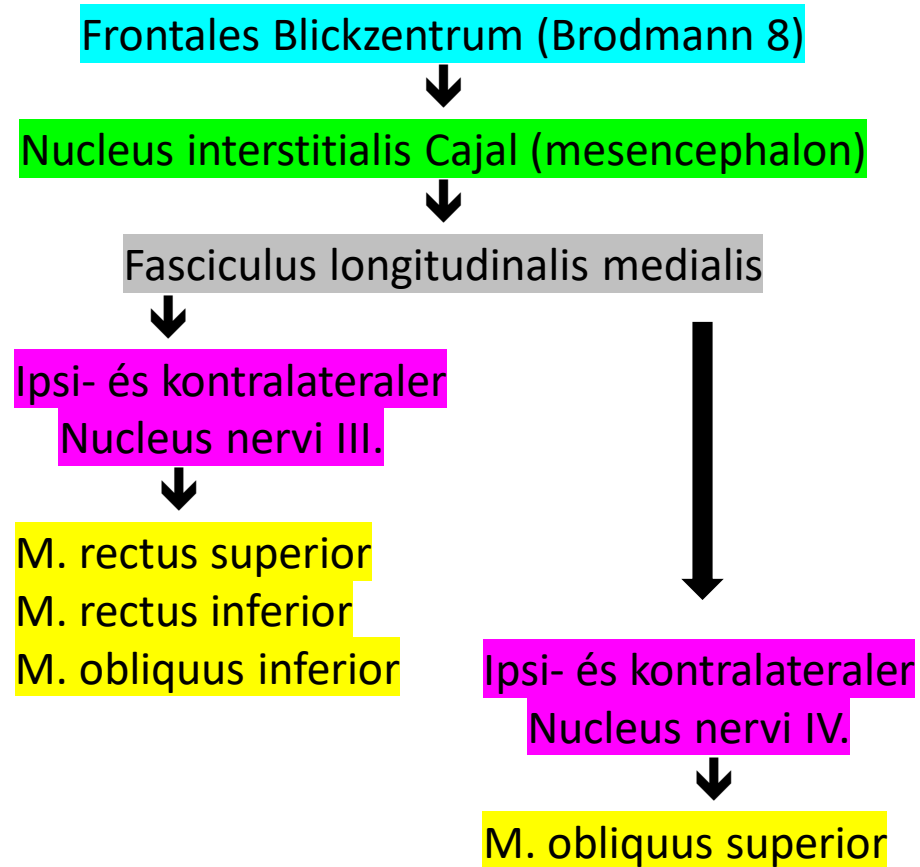 Frontales Blickzentrum (Brodmann 8)
Nucleus interstitialis Cajal (mesencephalon)
Fasciculus longitudinalis medialis
Ipsi- és kontralateraler
Nucleus nervi III.
M. rectus superior
M. rectus inferior
M. obliquus inferior
Ipsi- és kontralateraler
Nucleus nervi IV.
M. obliquus superior